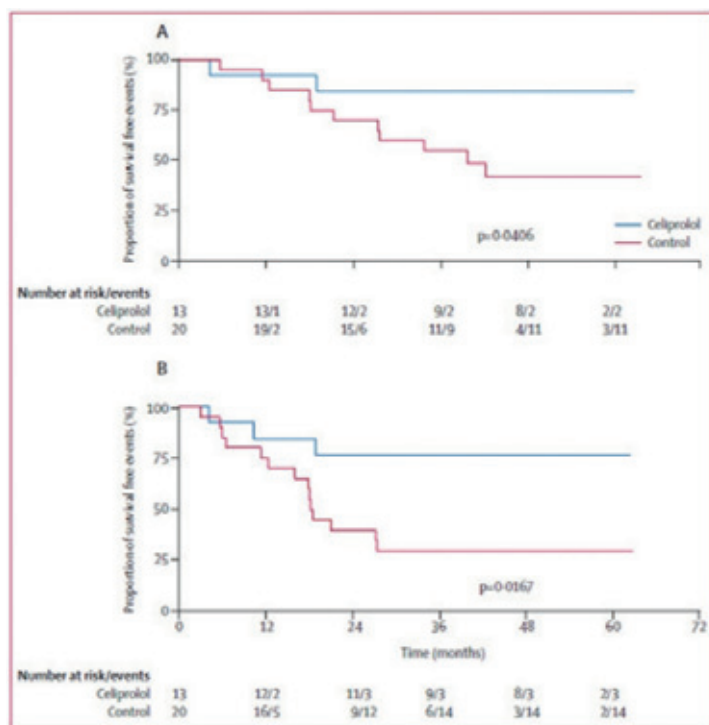 A
Proportion of survival free events (%)
100
75
50
25
0
p=0·0406
Celiprolol
Control
Number at risk/events
Celiprolol 13 13/1 12/2 9/2 8/2 2/2
Control 20 19/2 15/6 11/9 4/11 3/11
B
Proportion of survival free events (%)
100
75
50
25
0
p=0·0167
0 12 24 36 48 60 72
Time (months)
Number at risk/events
Celiprolol 13 12/2 11/3 9/3 8/3 2/3
Control 20 16/5 9/12 6/14 3/14 2/14